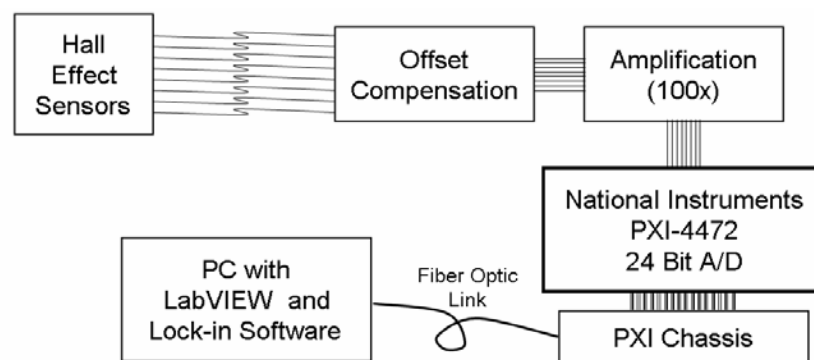 Hall
Effect
Sensors
Offset
Compensation
Amplification
(100x)
National Instruments
PXI-4472
24 Bit A/D
PXI Chassis
Fiber Optic
Link
PC with
LabVIEW and
Lock-in Software